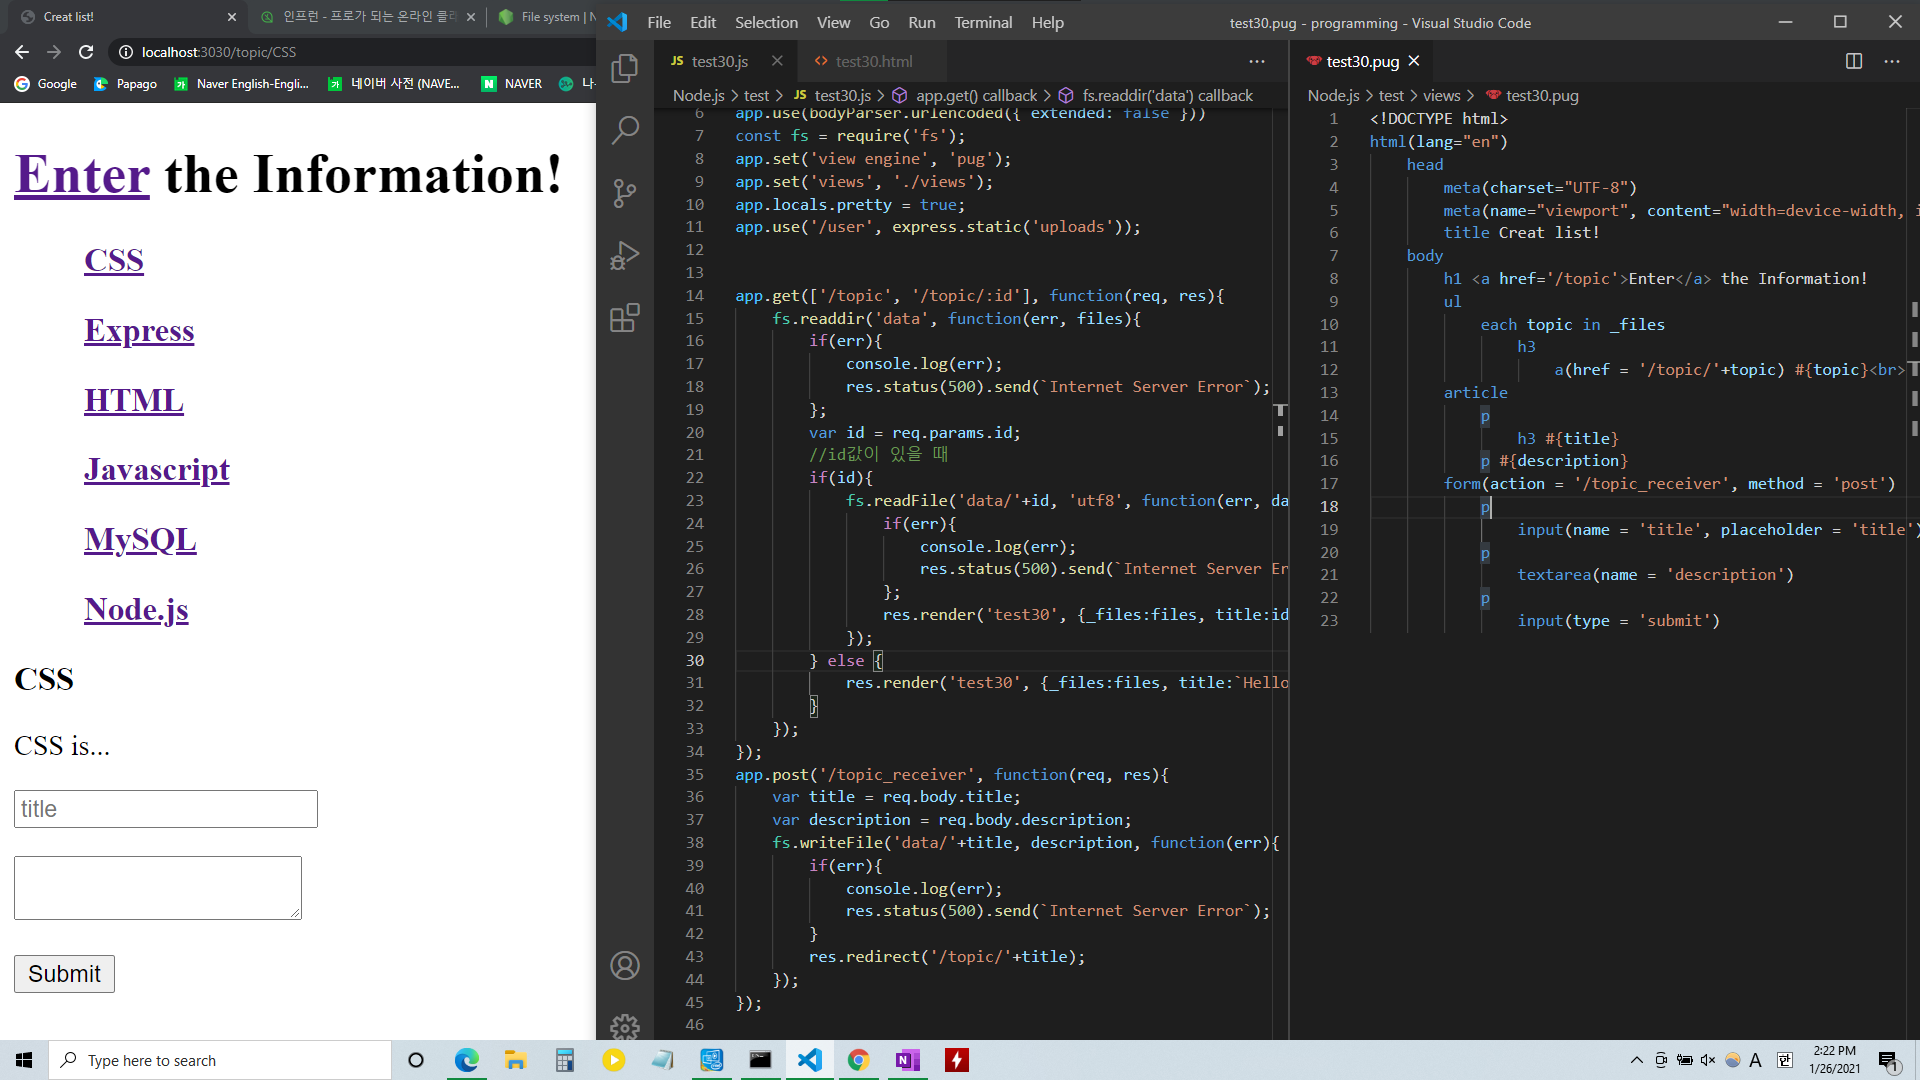 Creat list!
인프런 - 프로가 되는 온라인 클
File system | N
localhost:3030/topic/CSS
Google
Papago
Naver English-Engli...
네이버 사전 (NAVE...
NAVER
Enter the Information!
CSS
Express
HTML
Javascript
MySQL
Node.js
CSS
CSS is...
title
Submit
File Edit Selection View Go Run Terminal Help
test30.pug - programming - Visual Studio Code
JS test30.js
<> test30.html
Node.js > test > JS test30.js > app.get() callback > fs.readdir('data') callback
6 app.use(bodyParser.urlencoded({ extended: false }))
7 const fs = require('fs');
8 app.set('view engine', 'pug');
9 app.set('views', './views');
10 app.locals.pretty = true;
11 app.use('/user', express.static('uploads'));
12
13
14 app.get(['/topic', '/topic/:id'], function(req, res){
15 fs.readdir('data', function(err, files){
16 if(err){
17 console.log(err);
18 res.status(500).send(`Internet Server Error`);
19 };
20 var id = req.params.id;
21 //id값이 있을 때
22 if(id){
23 fs.readFile('data/'+id, 'utf8', function(err, da
24 if(err){
25 console.log(err);
26 res.status(500).send(`Internet Server Er
27 };
28 res.render('test30', {_files:files, title:id
29 });
30 } else {
31 res.render('test30', {_files:files, title:`Hello
32 }
33 });
34 });
35 app.post('/topic_receiver', function(req, res){
36 var title = req.body.title;
37 var description = req.body.description;
38 fs.writeFile('data/'+title, description, function(err){
39 if(err){
40 console.log(err);
41 res.status(500).send(`Internet Server Error`);
42 }
43 res.redirect('/topic/'+title);
44 });
45 });
46
test30.pug
Node.js > test > views > test30.pug
1 <!DOCTYPE html>
2 html(lang="en")
3 head
4 meta(charset="UTF-8")
5 meta(name="viewport", content="width=device-width, i
6 title Creat list!
7 body
8 h1 <a href='/topic'>Enter</a> the Information!
9 ul
10 each topic in _files
11 h3
12 a(href = '/topic/'+topic) #{topic}<br>
13 article
14 p
15 h3 #{title}
16 p #{description}
17 form(action = '/topic_receiver', method = 'post')
18 p
19 input(name = 'title', placeholder = 'title')
20 p
21 textarea(name = 'description')
22 p
23 input(type = 'submit')
Type here to search
A
한
2:22 PM
1/26/2021
1